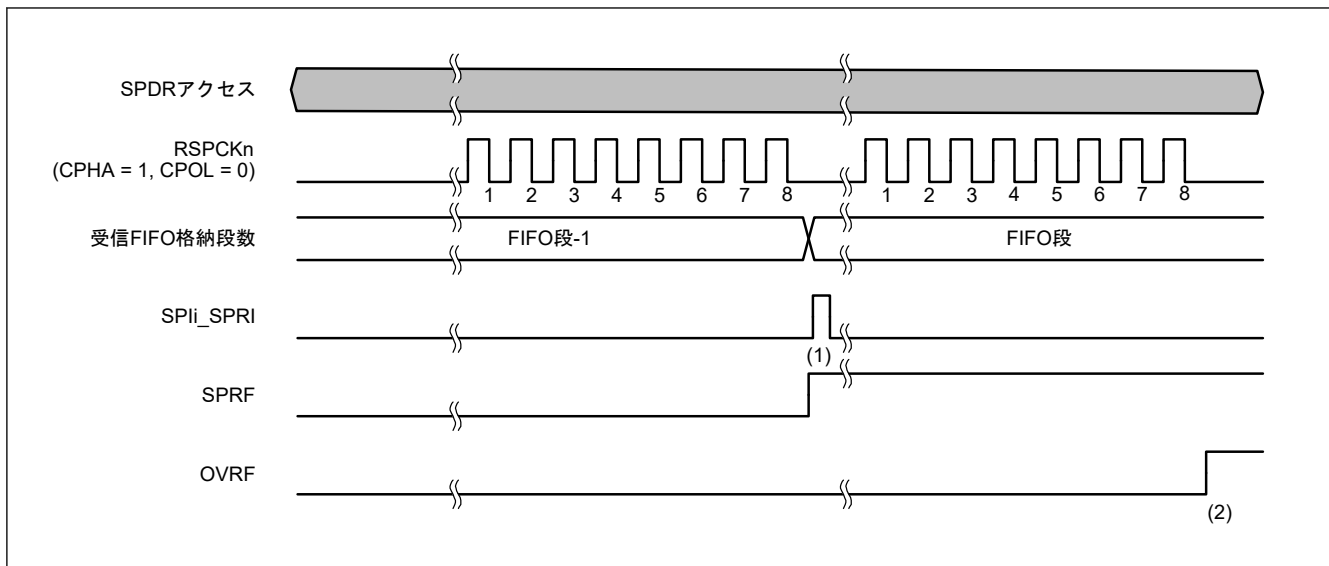 SPDRアクセス
RSPCKn
(CPHA = 1, CPOL = 0)
1 2 3 4 5 6 7 8 1 2 3 4 5 6 7 8
受信FIFO格納段数 FIFO段-1 FIFO段
SPIi_SPRI
(1)
SPRF
OVRF
(2)